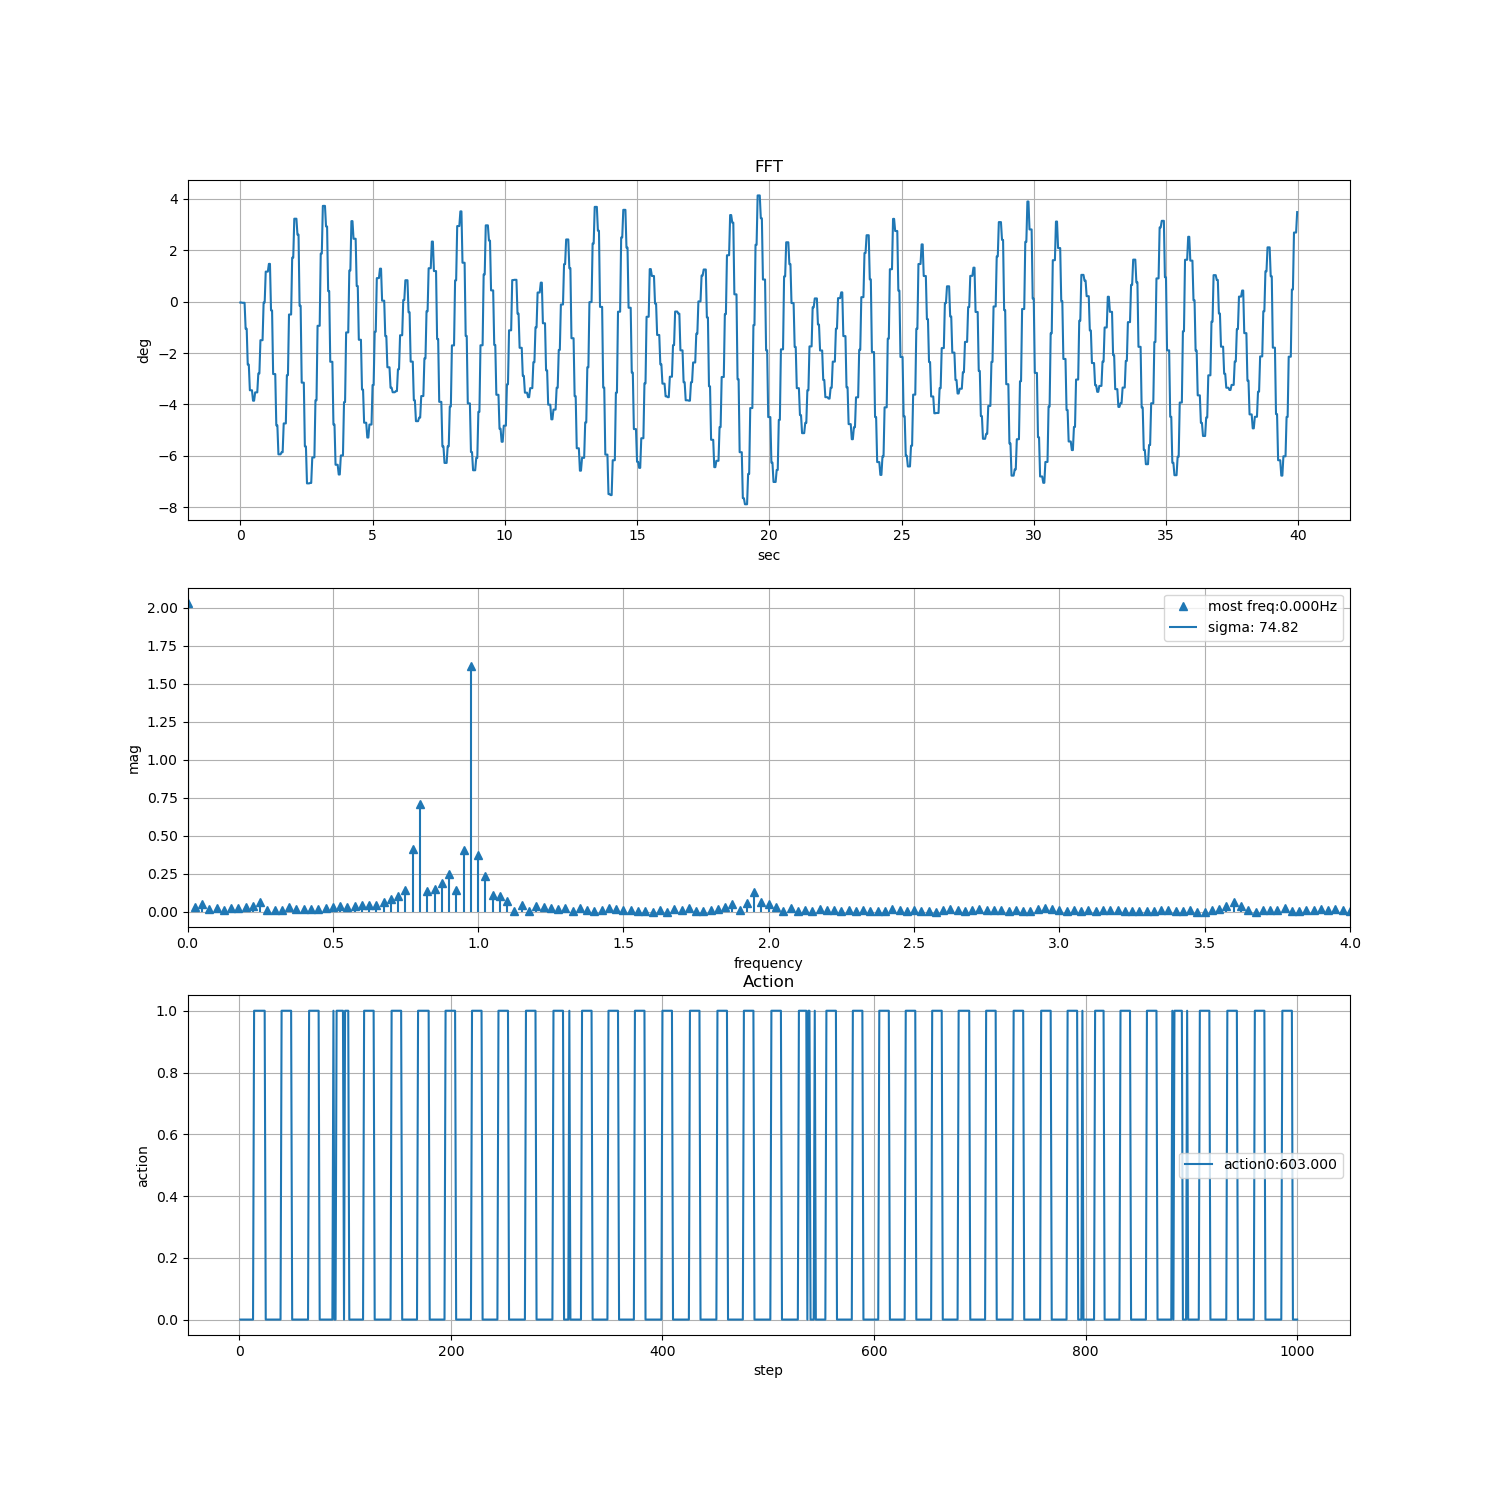 FFT
4
2
0
−2
−4
−6
−8
deg
0 5 10 15 20 25 30 35 40
sec
2.00
1.75
1.50
1.25
1.00
0.75
0.50
0.25
0.00
mag
most freq:0.000Hz
sigma: 74.82
0.0 0.5 1.0 1.5 2.0 2.5 3.0 3.5 4.0
frequency
Action
1.0
0.8
0.6
0.4
0.2
0.0
action
action0:603.000
0 200 400 600 800 1000
step